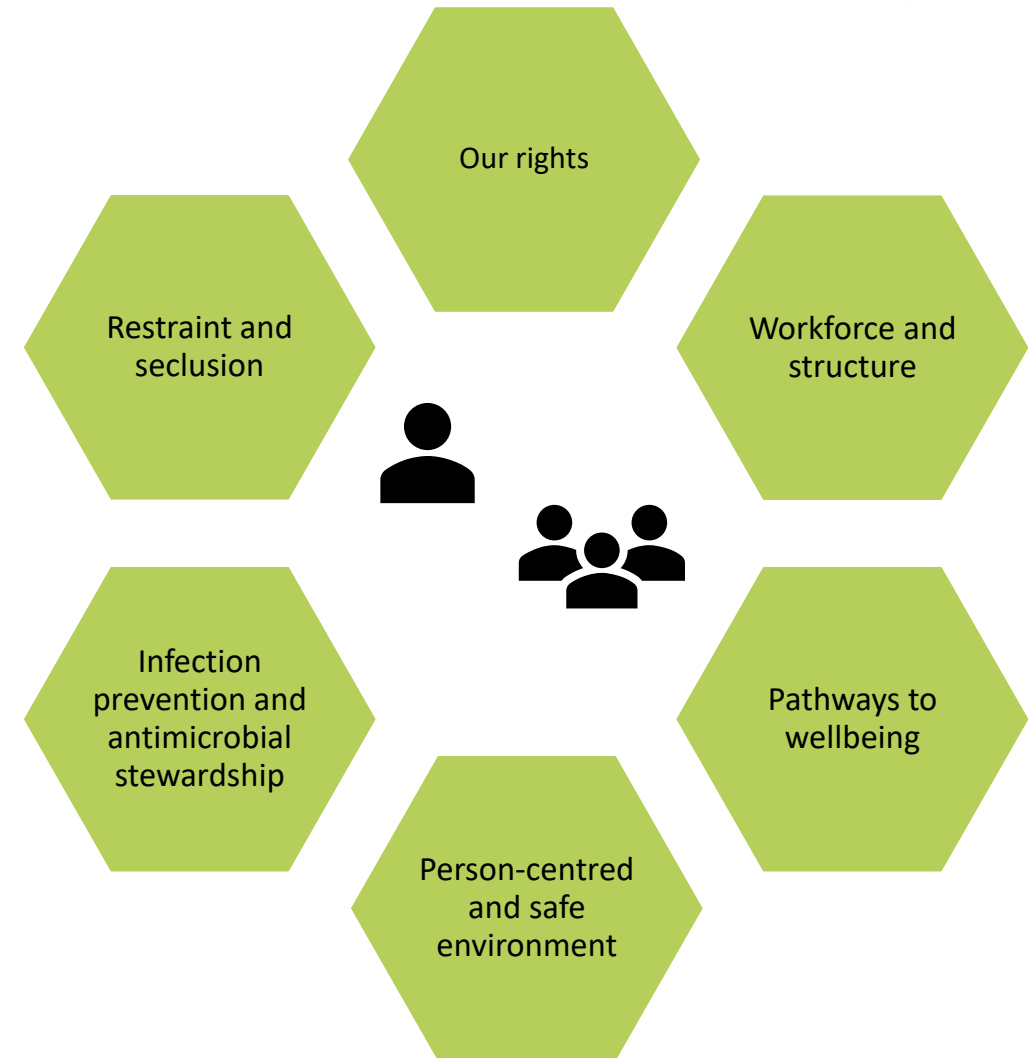 Our rights
Workforce and
structure
Pathways to
wellbeing
Person-centred
and safe
environment
Infection
prevention and
antimicrobial
stewardship
Restraint and
seclusion